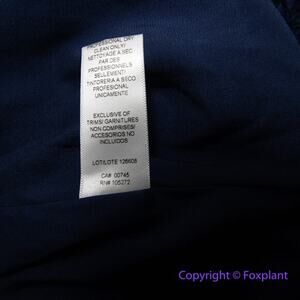 PROFESSIONAL DRY
CLEAN ONLY/
NETTOYAGE A SEC
PAR DES
PROFESSIONNELS
SEULEMENT/
TINTORERIA A SECO
PROFESIONAL
UNICAMENTE
EXCLUSIVE OF
TRIMS/ GARNITURES
NON COMPRISES/
ACCESORIOS NO
INCLUIDOS
LOT/LOTE 128608
CA# 00745
RN# 105272
Copyright © Foxplant